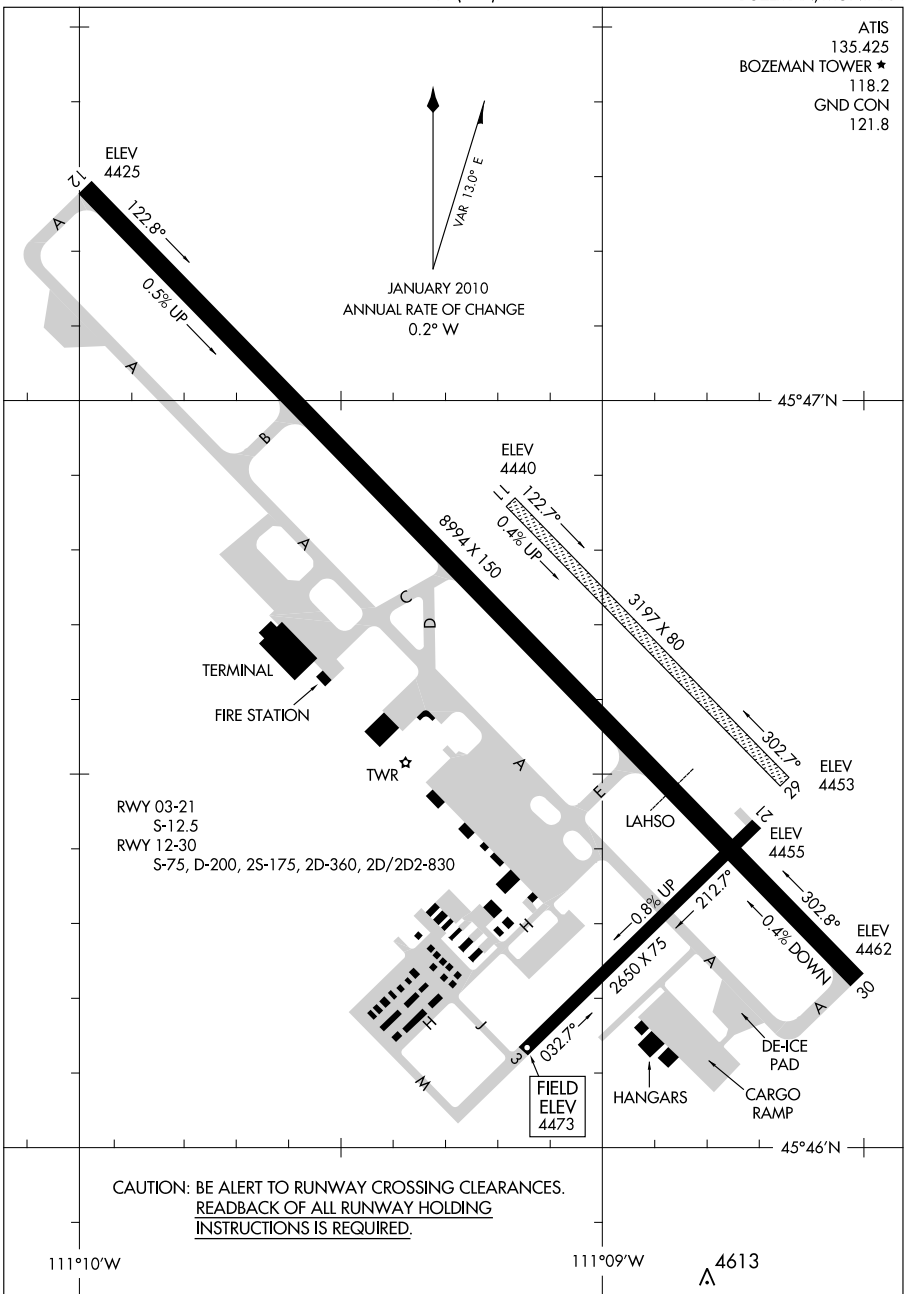 ATIS
135.425
BOZEMAN TOWER ★
118.2
GND CON
121.8
ELEV
4425
12
122.8°
0.5% UP
A
VAR 13.0° E
JANUARY 2010
ANNUAL RATE OF CHANGE
0.2° W
A
45°47'N
B
ELEV
4440
11
122.7°
0.4% UP
8994 X 150
A
3197 X 80
C
D
TERMINAL
FIRE STATION
TWR
A
E
302.7°
29
ELEV
4453
LAHSO
21
ELEV
4455
RWY 03-21
S-12.5
RWY 12-30
S-75, D-200, 2S-175, 2D-360, 2D/2D2-830
0.8% UP
212.7°
302.8°
0.4% DOWN
ELEV
4462
30
H
2650 X 75
A
A
H
J
032.7°
3
W
FIELD
ELEV
4473
HANGARS
DE-ICE
PAD
CARGO
RAMP
45°46'N
CAUTION: BE ALERT TO RUNWAY CROSSING CLEARANCES.
READBACK OF ALL RUNWAY HOLDING
INSTRUCTIONS IS REQUIRED.
111°10'W
111°09'W
4613